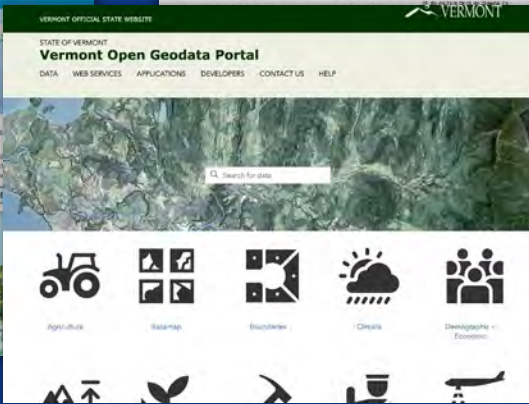 VERMONT OFFICIAL STATE WEBSITE
VERMONT
STATE OF VERMONT
Vermont Open Geodata Portal
DATA WEB SERVICES APPLICATIONS DEVELOPERS CONTACT US HELP
Search for data
Agriculture Basemap Boundaries Climate Demographic -
Economic